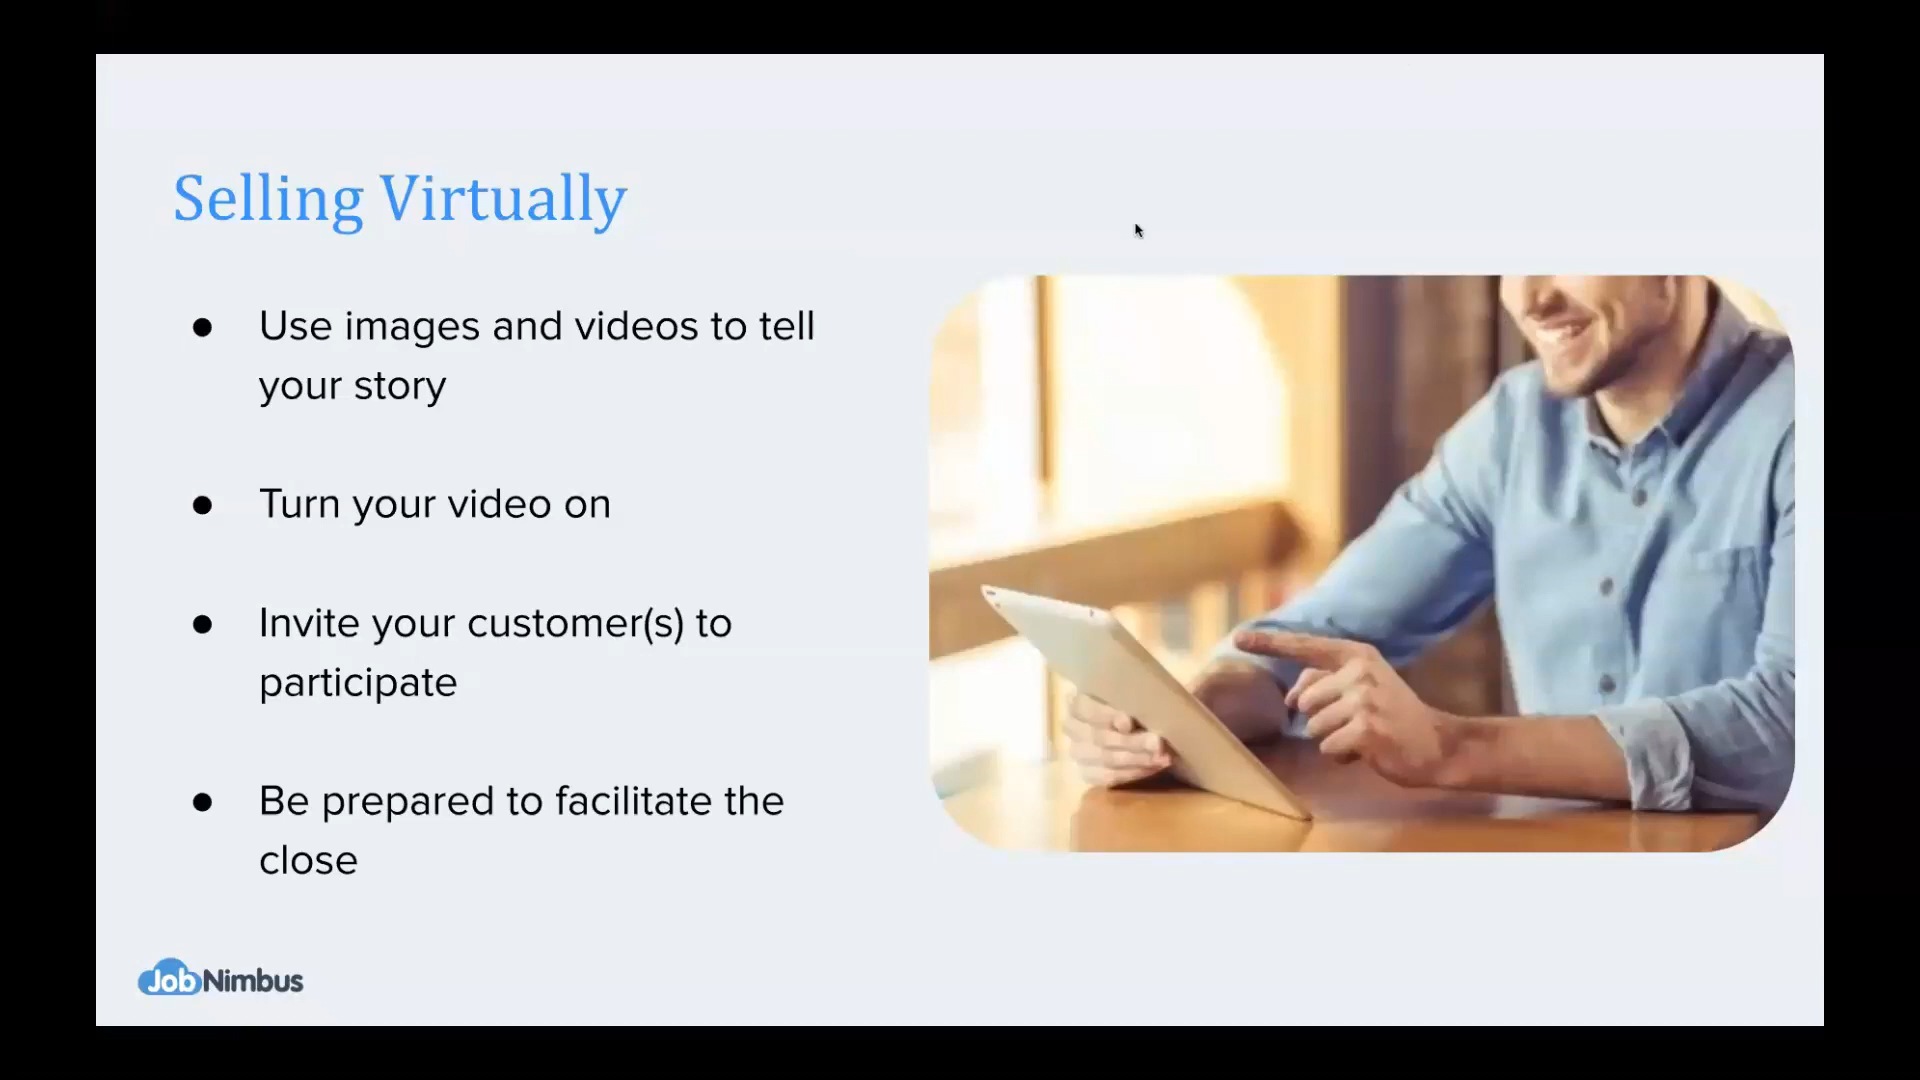 Selling Virtually
● Use images and videos to tell
your story
● Turn your video on
● Invite your customer(s) to
participate
● Be prepared to facilitate the
close
JobNimbus